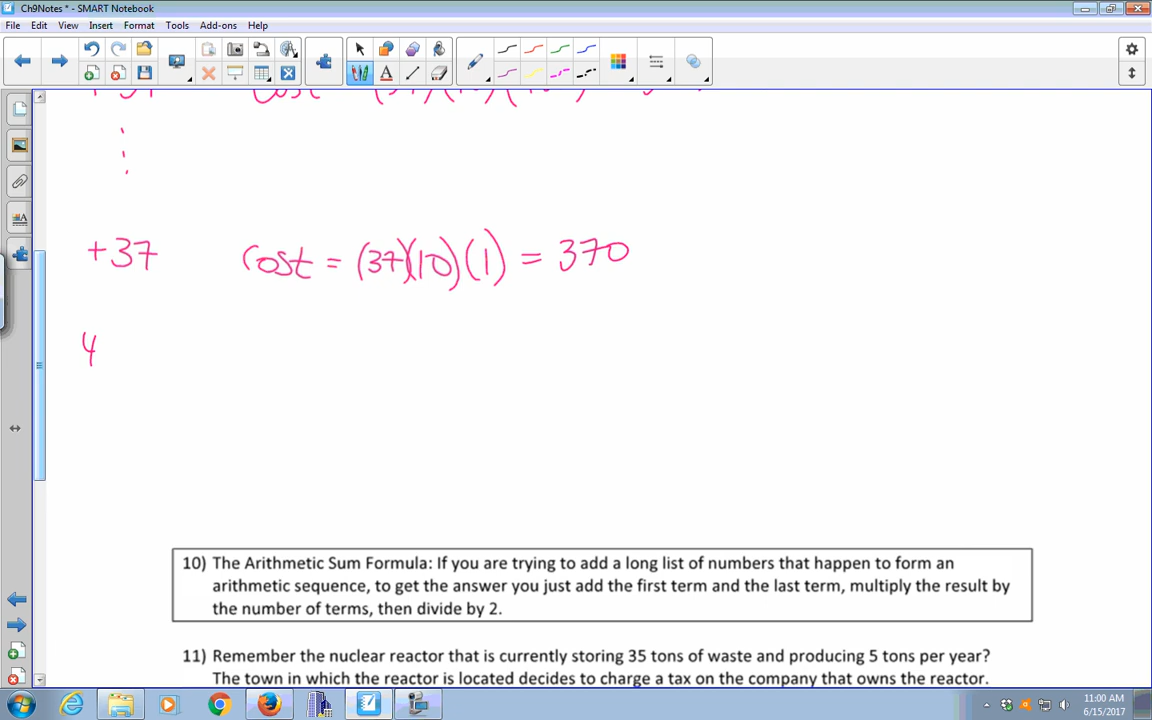 Ch9Notes * - SMART Notebook
File Edit View Insert Format Tools Add-ons Help
+37 Cost = (37)(10)(1) = 370
4
10) The Arithmetic Sum Formula: If you are trying to add a long list of numbers that happen to form an
arithmetic sequence, to get the answer you just add the first term and the last term, multiply the result by
the number of terms, then divide by 2.
11) Remember the nuclear reactor that is currently storing 35 tons of waste and producing 5 tons per year?
The town in which the reactor is located decides to charge a tax on the company that owns the reactor.
11:00 AM
6/15/2017